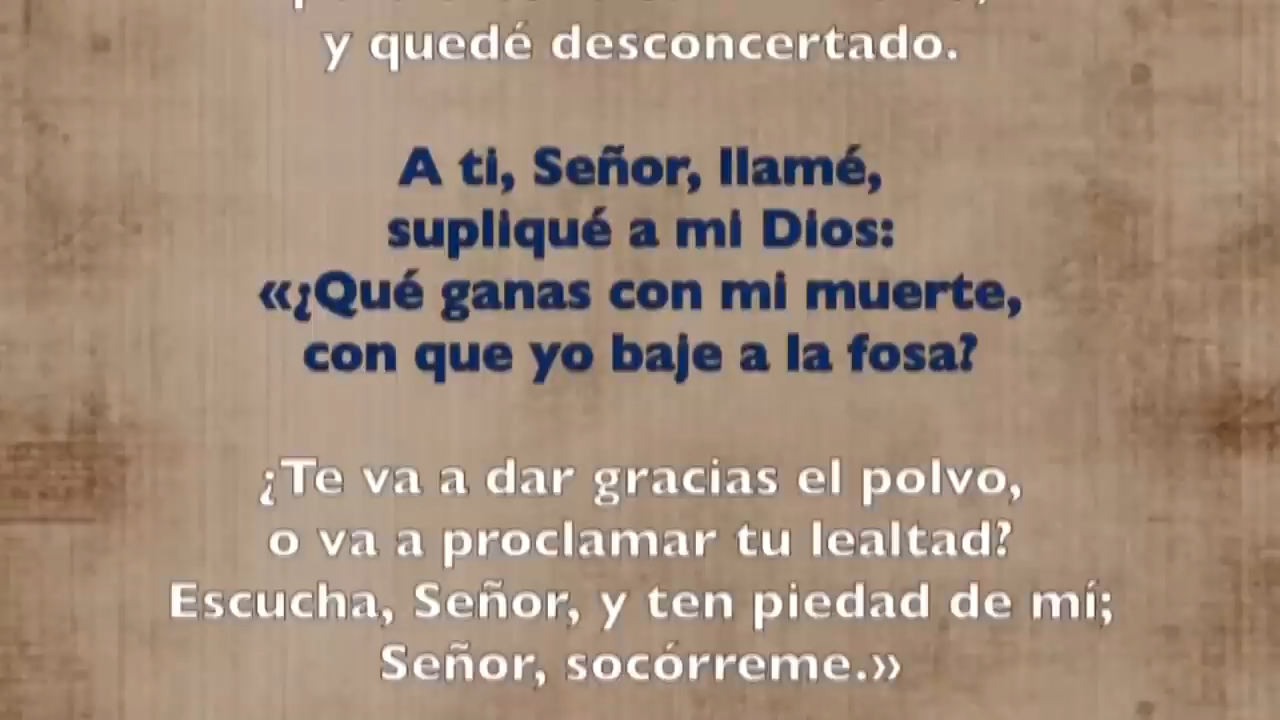 y quedé desconcertado.
A ti, Señor, llamé,
supliqué a mi Dios:
«¿Qué ganas con mi muerte,
con que yo baje a la fosa?
¿Te va a dar gracias el polvo,
o va a proclamar tu lealtad?
Escucha, Señor, y ten piedad de mí;
Señor, socórreme.»